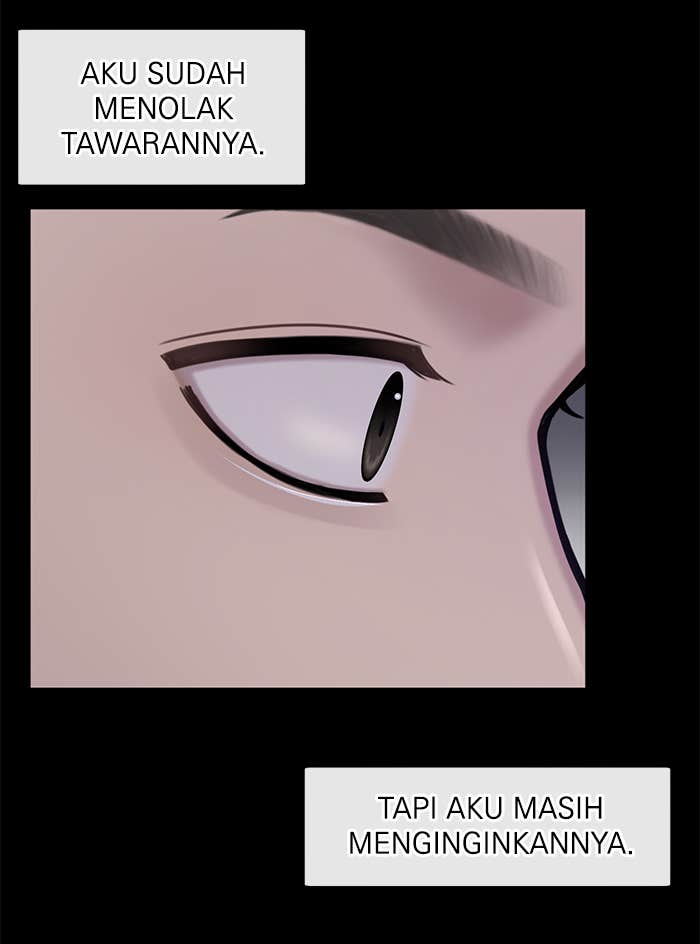 AKU SUDAH
MENOLAK
TAWARANNYA.
TAPI AKU MASIH
MENGINGINKANNYA.